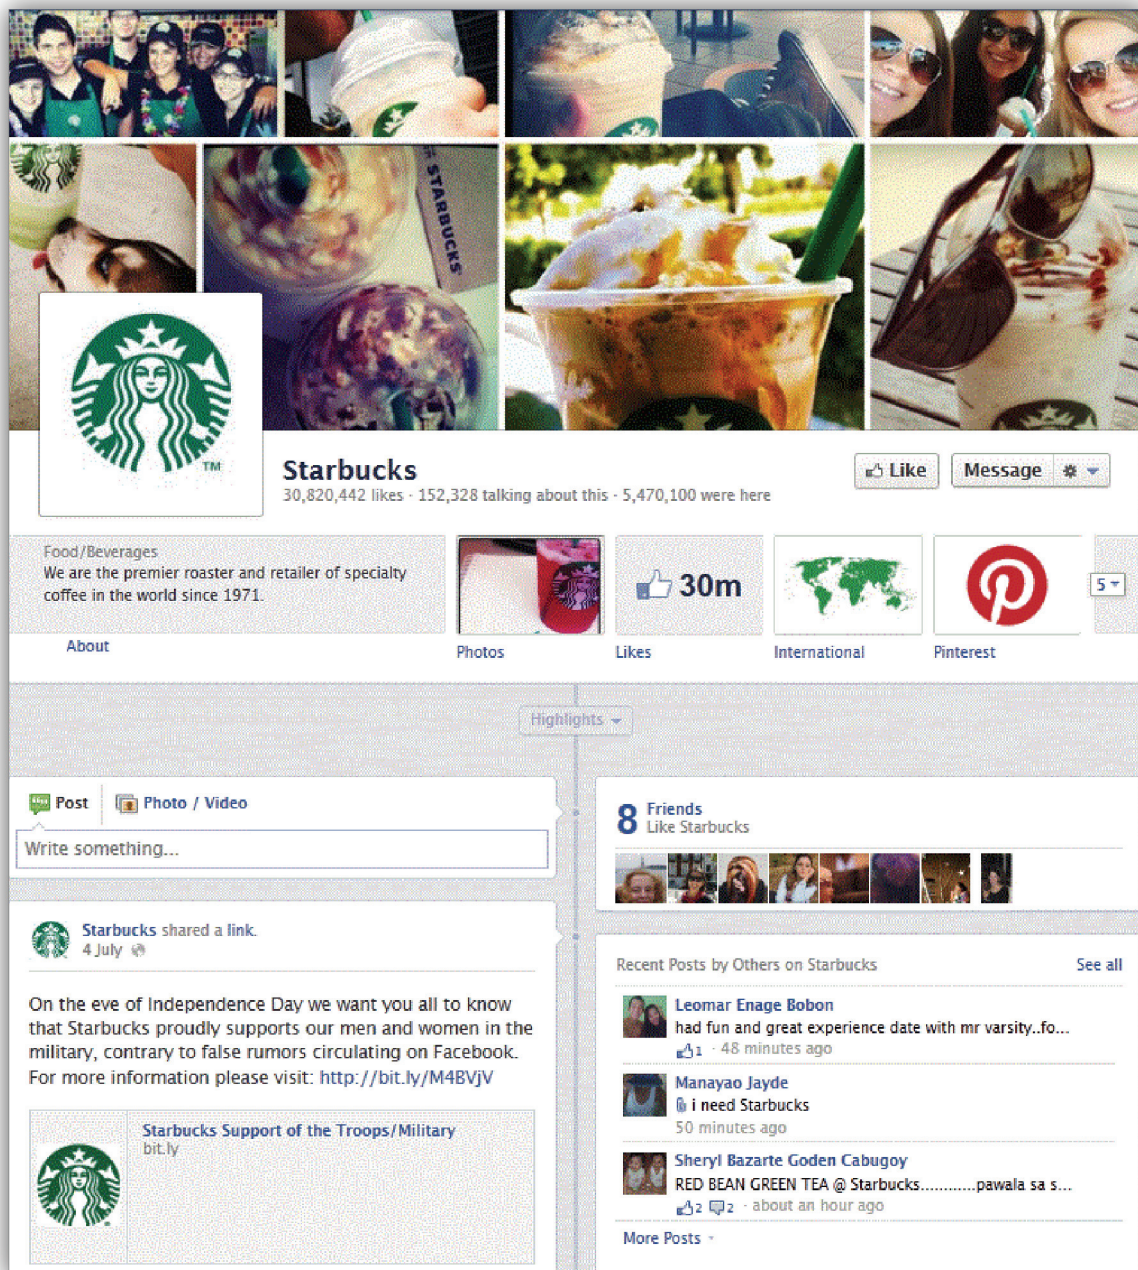 STARBUCKS
TM
Starbucks
30,820,442 likes · 152,328 talking about this · 5,470,100 were here
Like
Message
Food/Beverages
We are the premier roaster and retailer of specialty
coffee in the world since 1971.
About
Photos
30m
Likes
International
Pinterest
5
Highlights
Post
Photo / Video
Write something...
Starbucks shared a link.
4 July
On the eve of Independence Day we want you all to know
that Starbucks proudly supports our men and women in the
military, contrary to false rumors circulating on Facebook.
For more information please visit: http://bit.ly/M4BVjV
Starbucks Support of the Troops/Military
bit.ly
8 Friends
Like Starbucks
Recent Posts by Others on Starbucks
See all
Leomar Enage Bobon
had fun and great experience date with mr varsity..fo...
1 · 48 minutes ago
Manayao Jayde
i need Starbucks
50 minutes ago
Sheryl Bazarte Goden Cabugoy
RED BEAN GREEN TEA @ Starbucks............pawala sa s...
2 2 · about an hour ago
More Posts